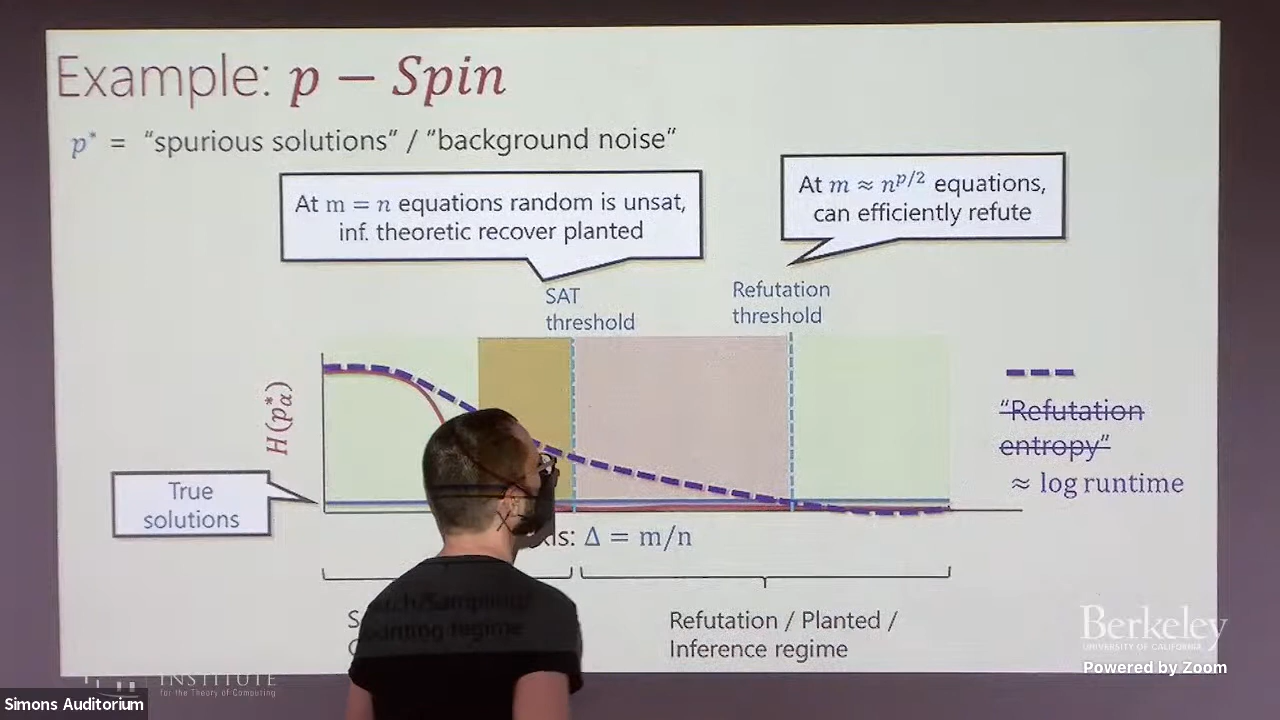 Example: p − Spin
p* = “spurious solutions” / “background noise”
At m = n equations random is unsat,
inf. theoretic recover planted
At m ≈ n^{p/2} equations,
can efficiently refute
SAT
threshold
Refutation
threshold
H(p*_α)
“Refutation
entropy”
≈ log runtime
True
solutions
Δ = m/n
regime
Refutation / Planted /
Inference regime
Berkeley
UNIVERSITY OF CALIFORNIA
Powered by Zoom
INSTITUTE
for the Theory of Computing
Simons Auditorium